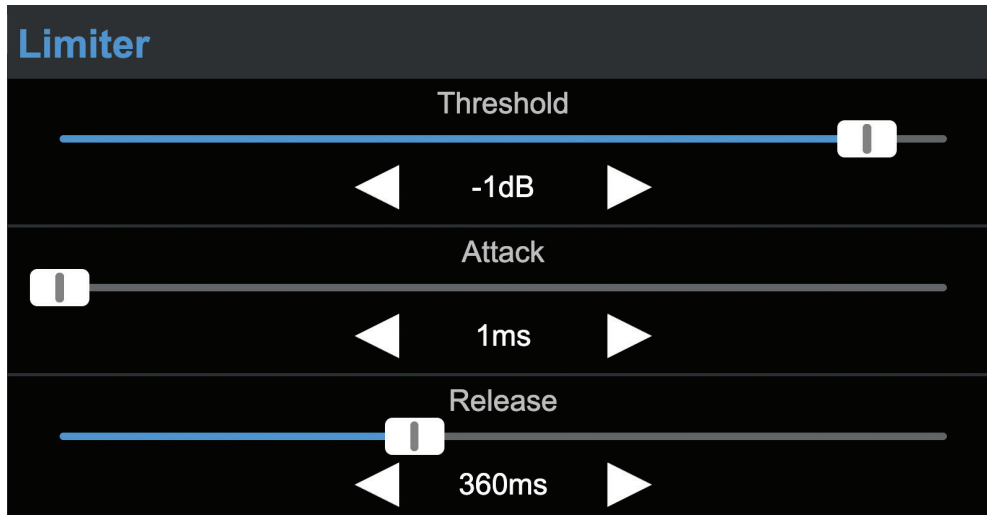 Limiter
Threshold
-1dB
Attack
1ms
Release
360ms